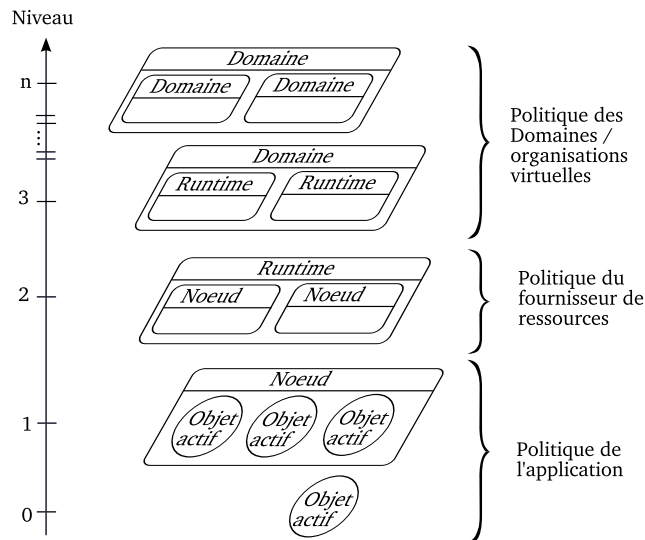 Niveau
n
Domaine
Domaine
Domaine
Politique des
Domaines /
organisations
virtuelles
3
Domaine
Runtime
Runtime
2
Runtime
Noeud
Noeud
Politique du
fournisseur de
ressources
1
Noeud
Objet
actif
Objet
actif
Objet
actif
Politique de
l'application
0
Objet
actif